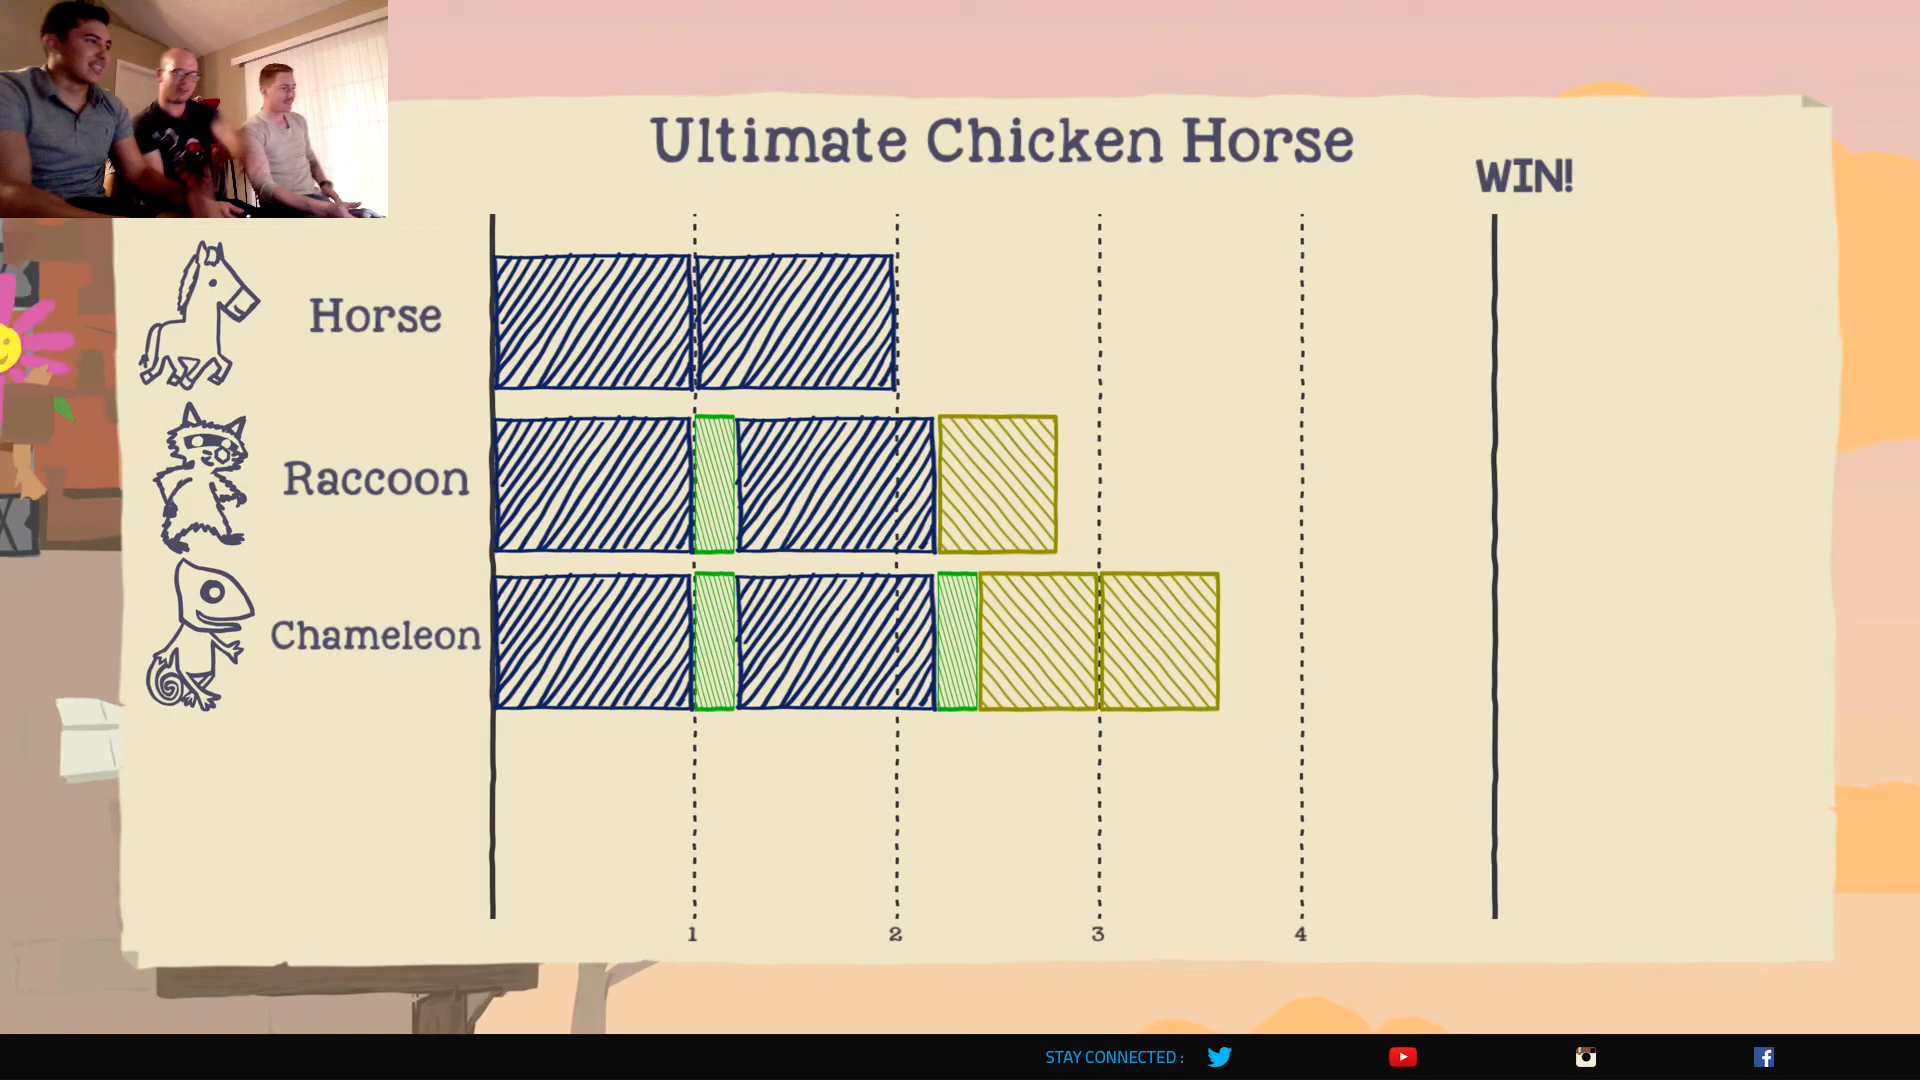 Ultimate Chicken Horse
WIN!
Horse
Raccoon
Chameleon
1 2 3 4
STAY CONNECTED :